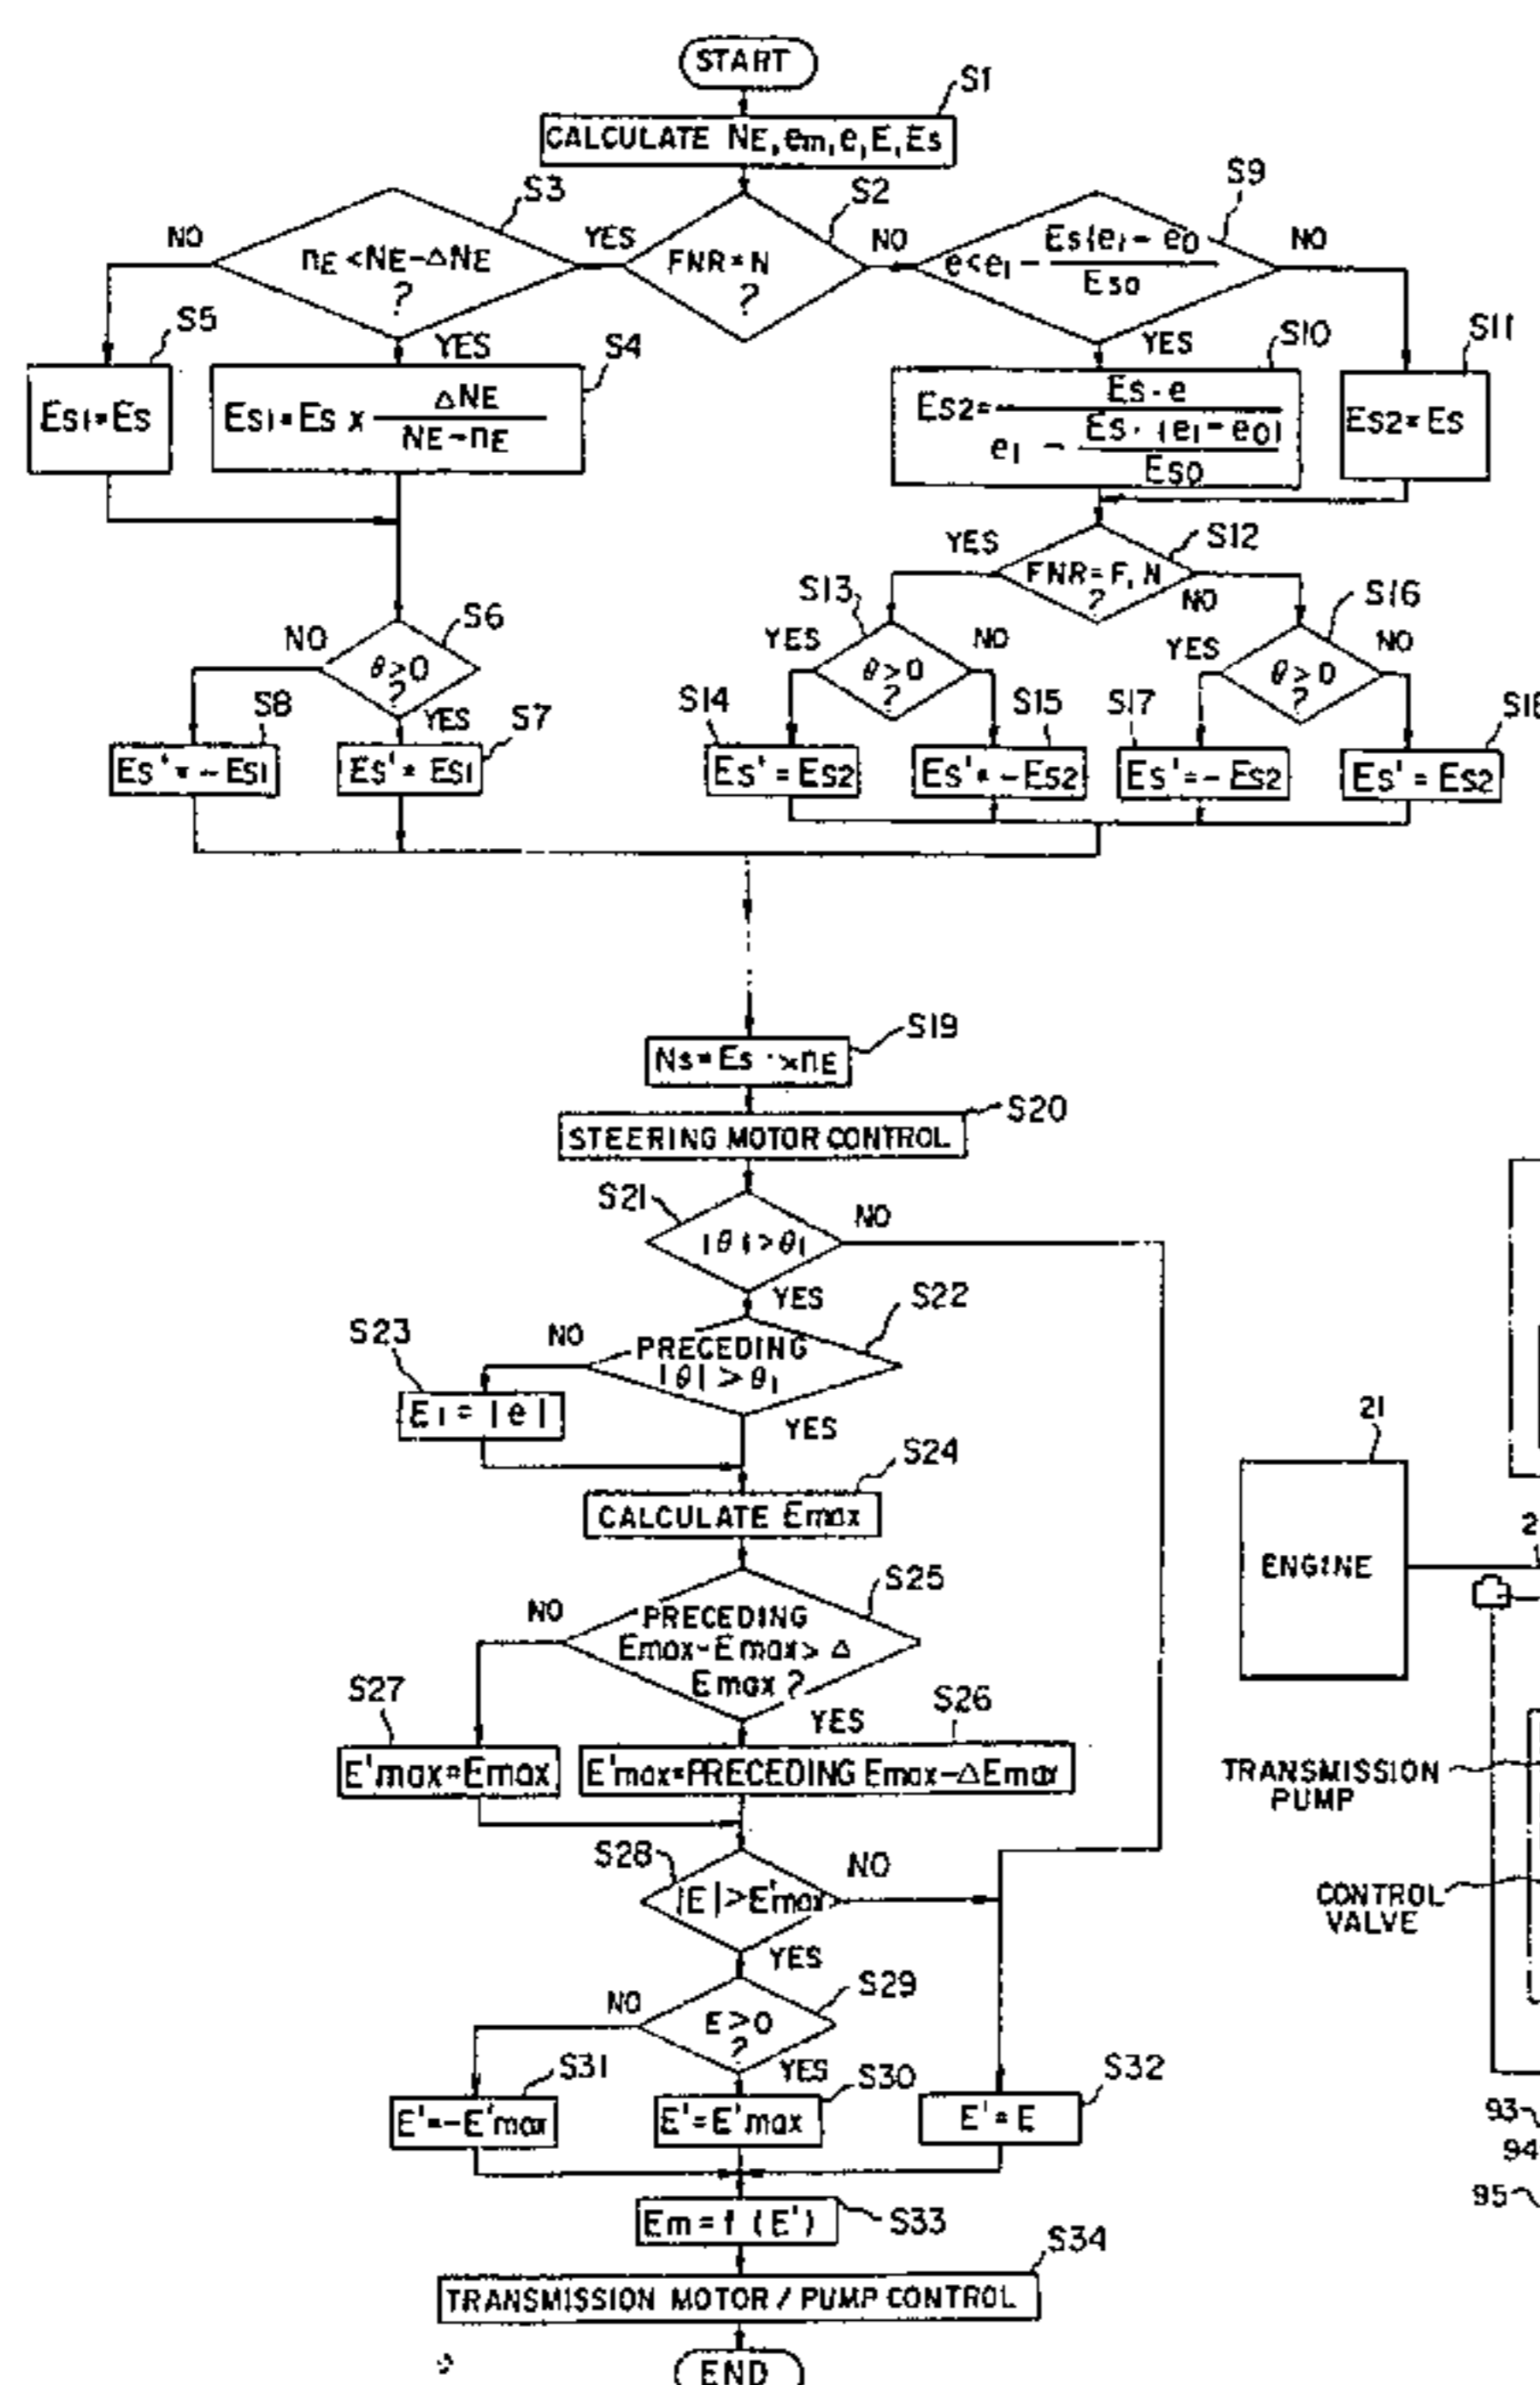 START
S1
CALCULATE NE, em, e, E, Es
S3
S2
S9
NO
nE < NE - ΔNE
?
YES
FNR = N
?
NO
e < e1 - Es(e1 - e0) / Es0
NO
S5
Es1 = Es
YES
S4
Es1 = Es × ΔNE / NE - nE
YES
S10
Es2 = Es · e / e1 - Es · (e1 - e0) / Es0
S11
Es2 = Es
S12
YES
FNR = F, N
?
NO
S6
NO
θ > 0
?
YES
S13
YES
θ > 0
?
NO
S16
YES
θ > 0
?
NO
S8
Es' = - Es1
S7
Es' = Es1
S14
Es' = Es2
S15
Es' = - Es2
S17
Es' = - Es2
S18
Es' = Es2
S19
Ns = Es · × nE
S20
STEERING MOTOR CONTROL
S21
|θ| > θ1
NO
YES
S22
PRECEDING
|θ| > θ1
NO
S23
E1 = |e|
YES
S24
CALCULATE Emax
S25
NO
PRECEDING
Emax - Emax > Δ
Emax ?
S27
E'max = Emax
YES
S26
E'max = PRECEDING Emax - ΔEmax
S28
|E| > E'max
NO
YES
S29
NO
E > 0
?
YES
S31
E' = - E'max
S30
E' = E'max
S32
E' = E
Em = f (E')
S33
S34
TRANSMISSION MOTOR / PUMP CONTROL
END
21
ENGINE
2
TRANSMISSION
PUMP
CONTROL
VALVE
93
94
95